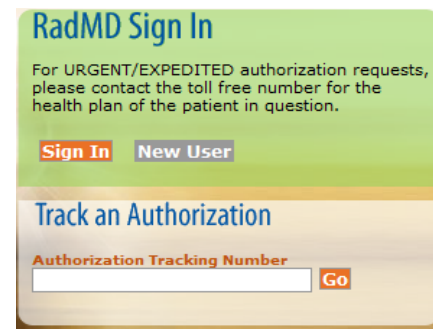 RadMD Sign In
For URGENT/EXPEDITED authorization requests,
please contact the toll free number for the
health plan of the patient in question.
Sign In New User
Track an Authorization
Authorization Tracking Number
Go